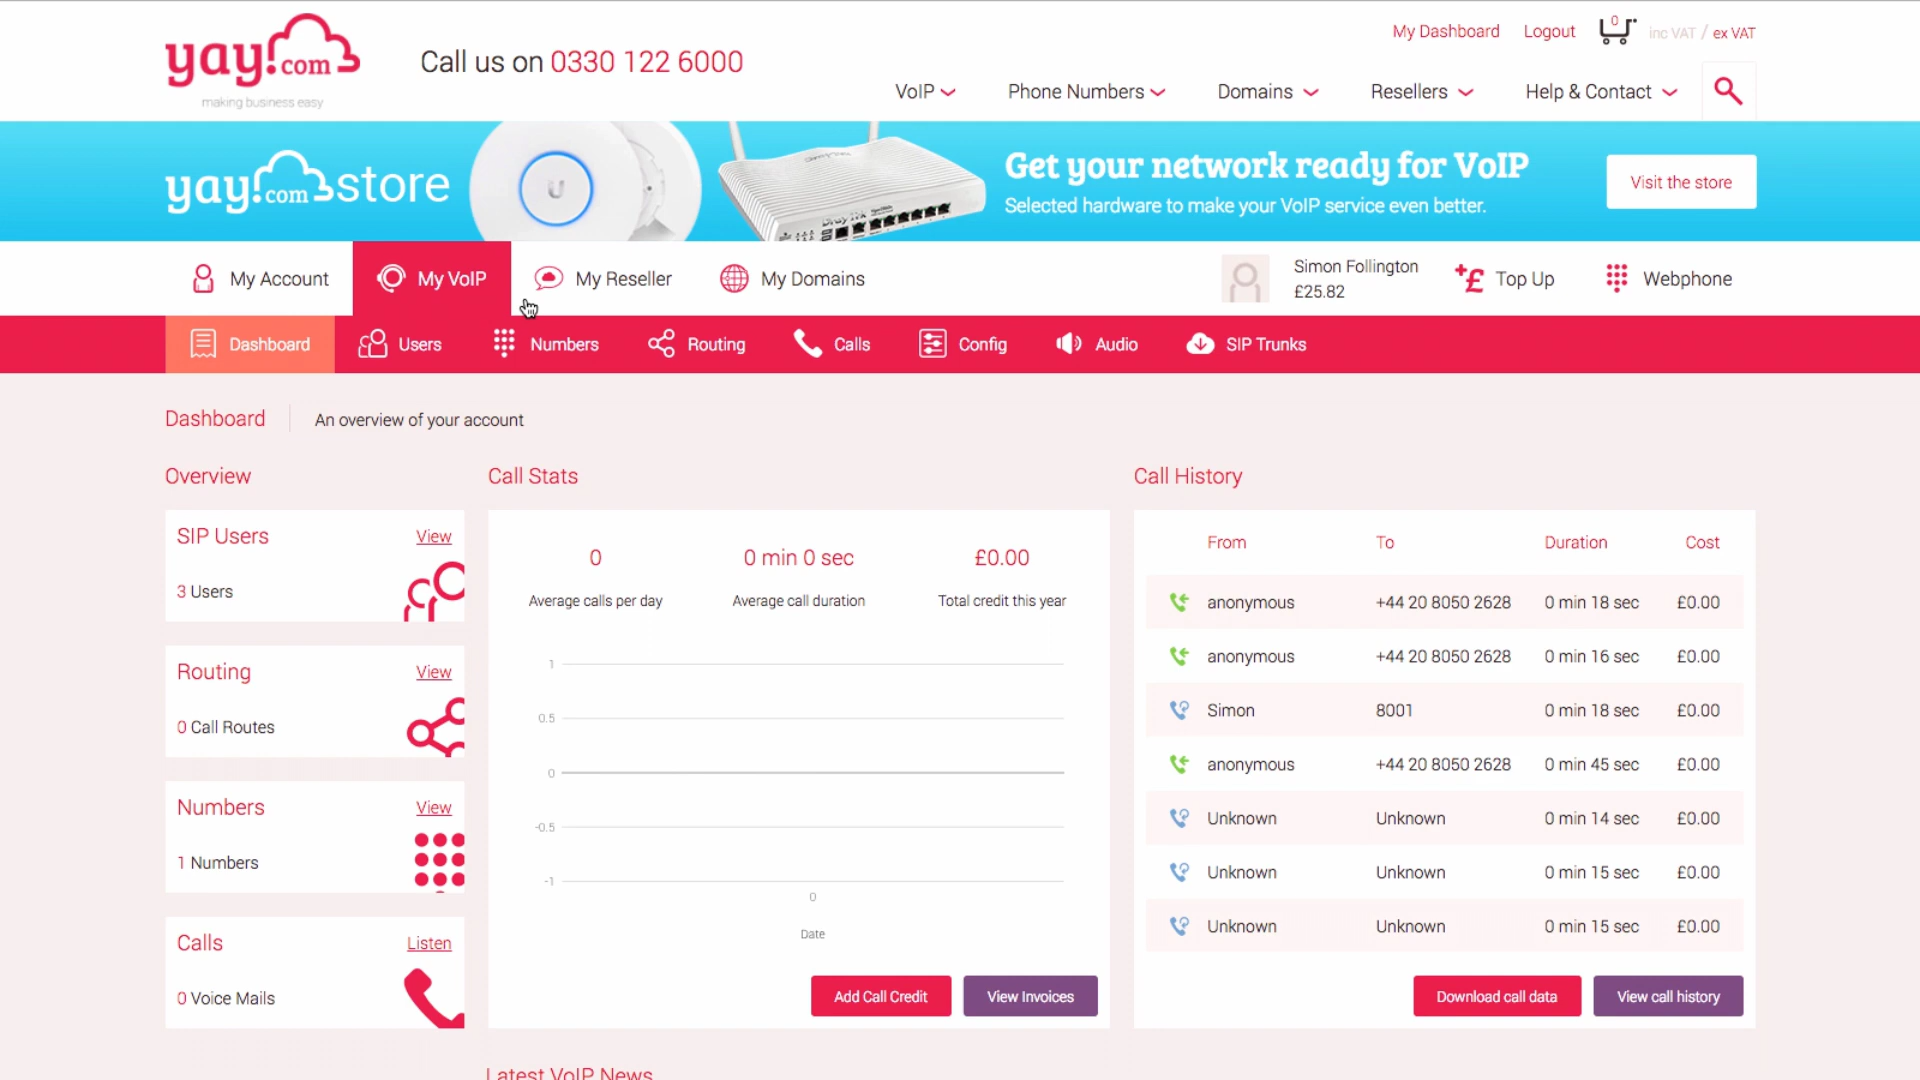 yay!.com
making business easy
Call us on 0330 122 6000
My Dashboard Logout 0 inc VAT / ex VAT
VoIP Phone Numbers Domains Resellers Help & Contact
yay!.com store
Get your network ready for VoIP
Selected hardware to make your VoIP service even better.
Visit the store
My Account My VoIP My Reseller My Domains
Simon Follington
£25.82
Top Up Webphone
Dashboard Users Numbers Routing Calls Config Audio SIP Trunks
Dashboard An overview of your account
Overview
SIP Users View
3 Users
Routing View
0 Call Routes
Numbers View
1 Numbers
Calls Listen
0 Voice Mails
Call Stats
0 0 min 0 sec £0.00
Average calls per day Average call duration Total credit this year
1
0.5
0
-0.5
-1
0
Date
Add Call Credit View Invoices
Call History
From To Duration Cost
anonymous +44 20 8050 2628 0 min 18 sec £0.00
anonymous +44 20 8050 2628 0 min 16 sec £0.00
Simon 8001 0 min 18 sec £0.00
anonymous +44 20 8050 2628 0 min 45 sec £0.00
Unknown Unknown 0 min 14 sec £0.00
Unknown Unknown 0 min 15 sec £0.00
Unknown Unknown 0 min 15 sec £0.00
Download call data View call history
Latest VoIP News